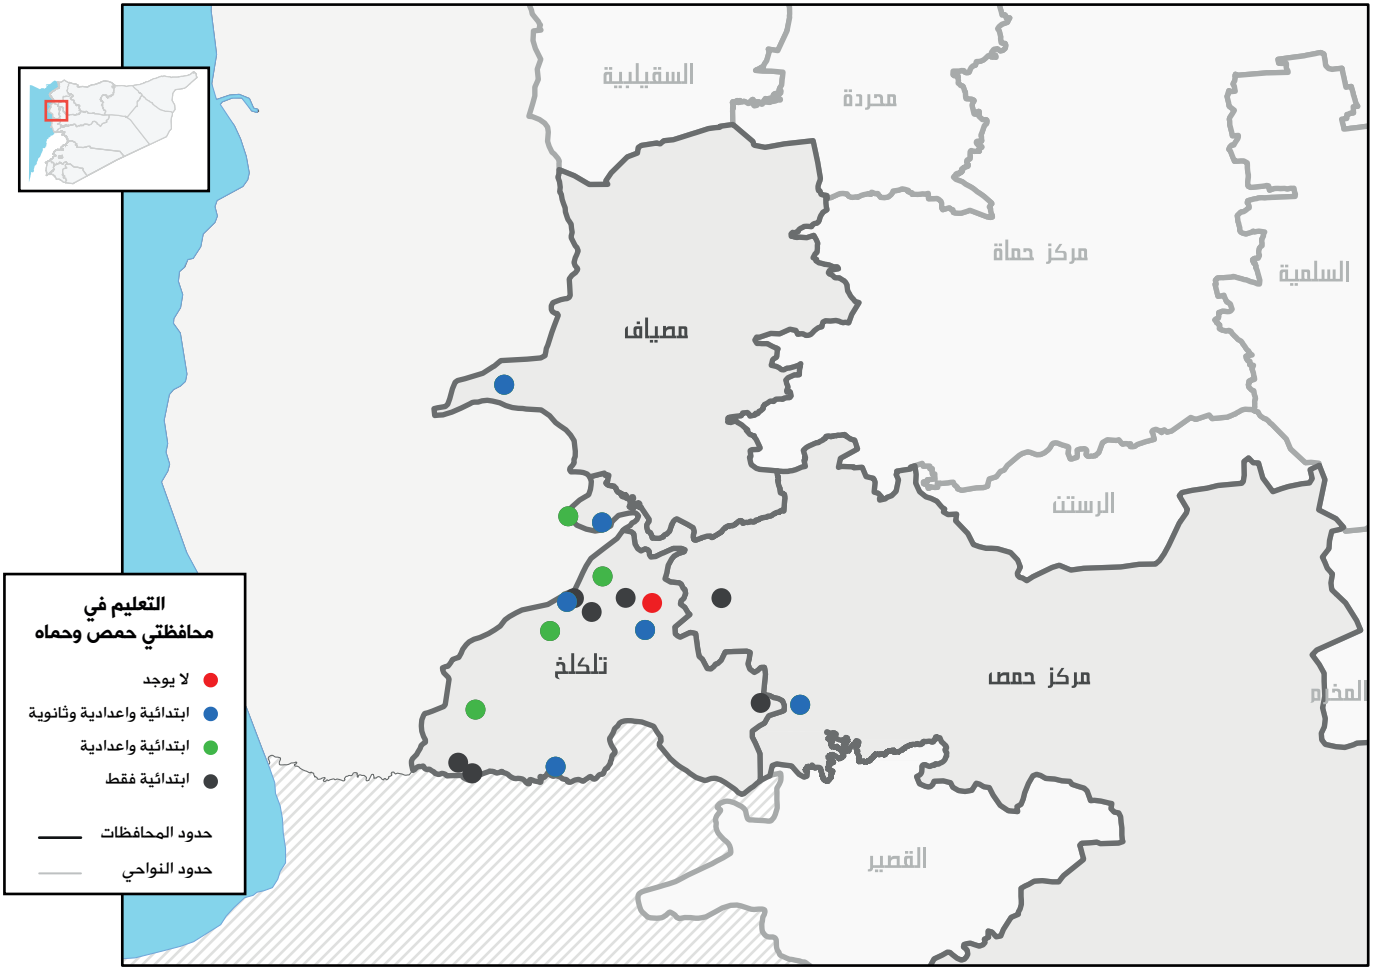 السقيلبية
محردة
مركز حماة
السلمية
مصياف
الرستن
تلكلخ
مركز حمص
المخرم
القصير
التعليم في
محافظتي حمص وحماه
لا يوجد
ابتدائية واعدادية وثانوية
ابتدائية واعدادية
ابتدائية فقط
حدود المحافظات
حدود النواحي